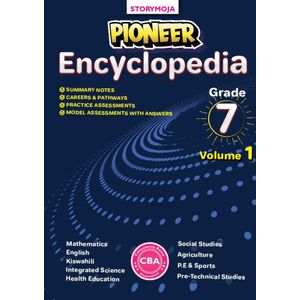 STORYMOJA
PIONEER
Encyclopedia
SUMMARY NOTES
CAREERS & PATHWAYS
PRACTICE ASSESSMENTS
MODEL ASSESSMENTS WITH ANSWERS
Grade
7
Volume 1
Mathematics
English
Kiswahili
Integrated Science
Health Education
CBA
Social Studies
Agriculture
P.E & Sports
Pre-Technical Studies